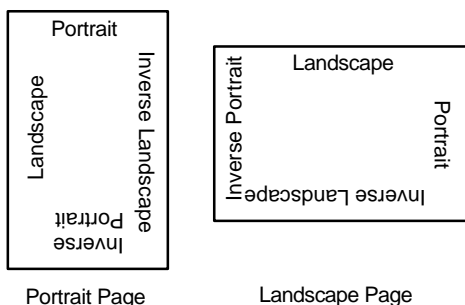 Portrait
Landscape
Inverse Landscape
Inverse
Portrait
Portrait Page
Landscape
Inverse Portrait
Portrait
Inverse Landscape
Landscape Page